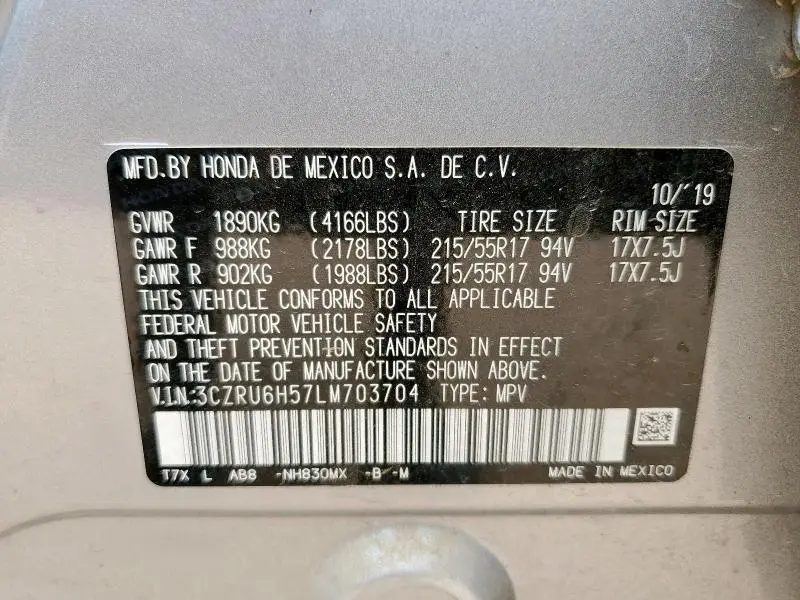 MFD. BY HONDA DE MEXICO S.A. DE C.V.
10/'19
GVWR 1890KG (4166LBS) TIRE SIZE RIM SIZE
GAWR F 988KG (2178LBS) 215/55R17 94V 17X7.5J
GAWR R 902KG (1988LBS) 215/55R17 94V 17X7.5J
THIS VEHICLE CONFORMS TO ALL APPLICABLE
FEDERAL MOTOR VEHICLE SAFETY
AND THEFT PREVENTION STANDARDS IN EFFECT
ON THE DATE OF MANUFACTURE SHOWN ABOVE.
V.I.N:3CZRU6H57LM703704 TYPE: MPV
T7X L AB8 -NH830MX -B -M MADE IN MEXICO